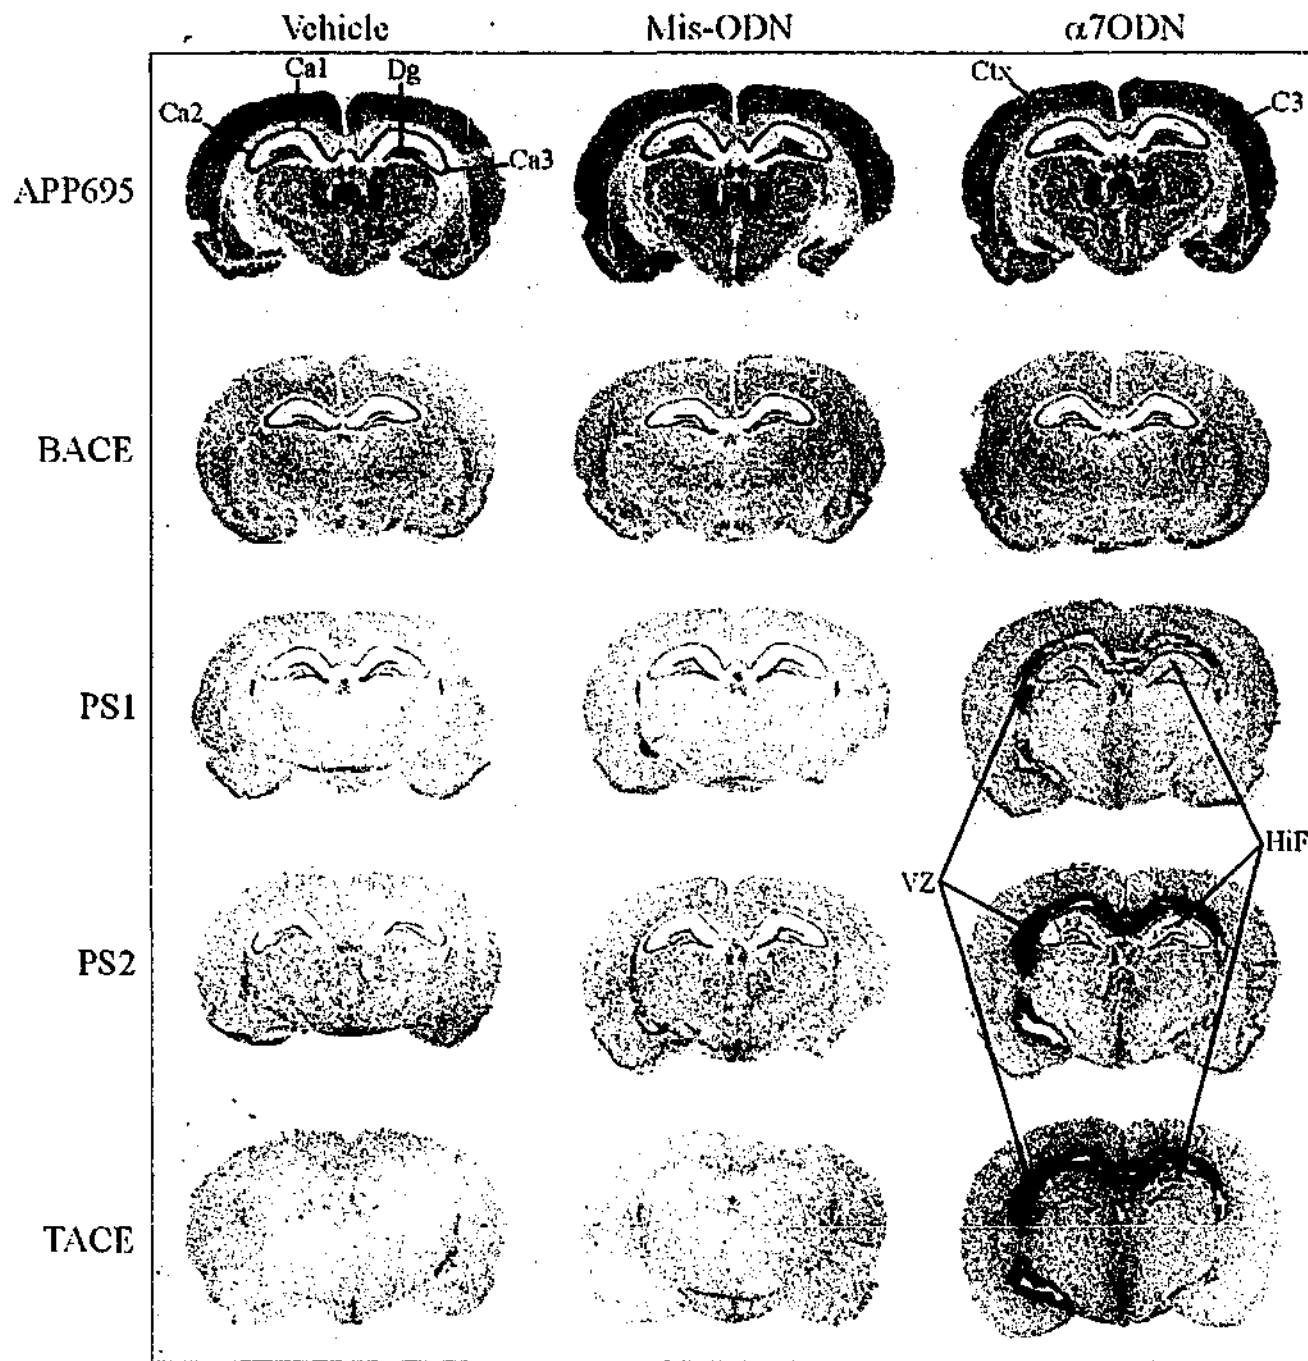 Vehicle Mis-ODN α7ODN
Ca1 Dg Ctx
Ca2 C3
Ca3
APP695
BACE
PS1
HiF
VZ
PS2
TACE